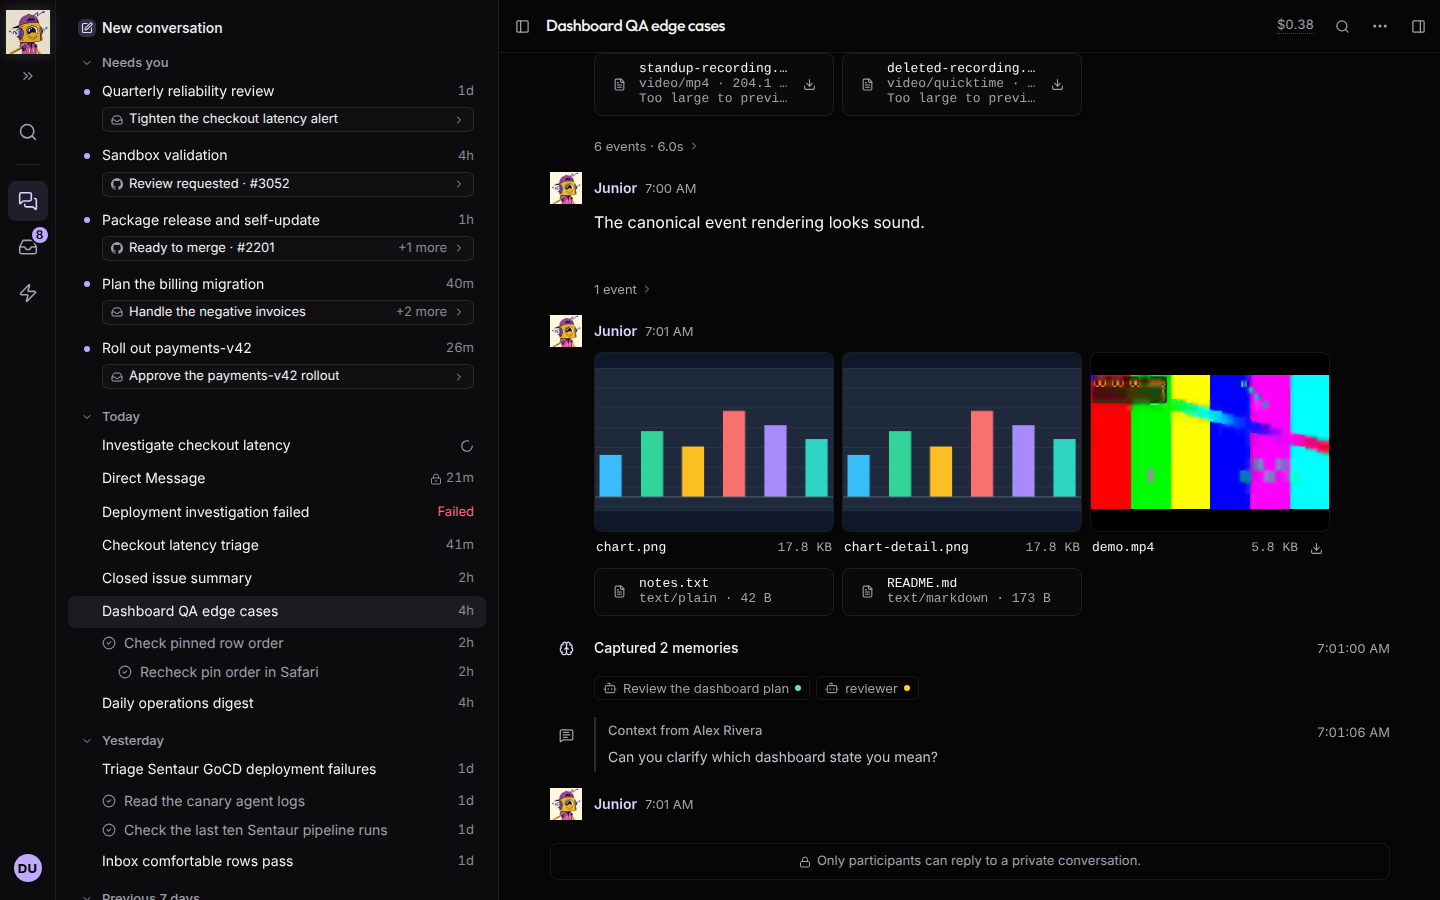 New conversation
Needs you
Quarterly reliability review 1d
Tighten the checkout latency alert
Sandbox validation 4h
Review requested · #3052
Package release and self-update 1h
Ready to merge · #2201 +1 more
Plan the billing migration 40m
Handle the negative invoices +2 more
Roll out payments-v42 26m
Approve the payments-v42 rollout
Today
Investigate checkout latency
Direct Message 21m
Deployment investigation failed Failed
Checkout latency triage 41m
Closed issue summary 2h
Dashboard QA edge cases 4h
Check pinned row order 2h
Recheck pin order in Safari 2h
Daily operations digest 4h
Yesterday
Triage Sentaur GoCD deployment failures 1d
Read the canary agent logs 1d
Check the last ten Sentaur pipeline runs 1d
Inbox comfortable rows pass 1d
Previous 7 days
8
DU
Dashboard QA edge cases $0.38
standup-recording.…
video/mp4 · 204.1 …
Too large to previ…
deleted-recording.…
video/quicktime · …
Too large to previ…
6 events · 6.0s
Junior 7:00 AM
The canonical event rendering looks sound.
1 event
Junior 7:01 AM
chart.png 17.8 KB
chart-detail.png 17.8 KB
demo.mp4 5.8 KB
notes.txt
text/plain · 42 B
README.md
text/markdown · 173 B
Captured 2 memories 7:01:00 AM
Review the dashboard plan
reviewer
Context from Alex Rivera 7:01:06 AM
Can you clarify which dashboard state you mean?
Junior 7:01 AM
Only participants can reply to a private conversation.